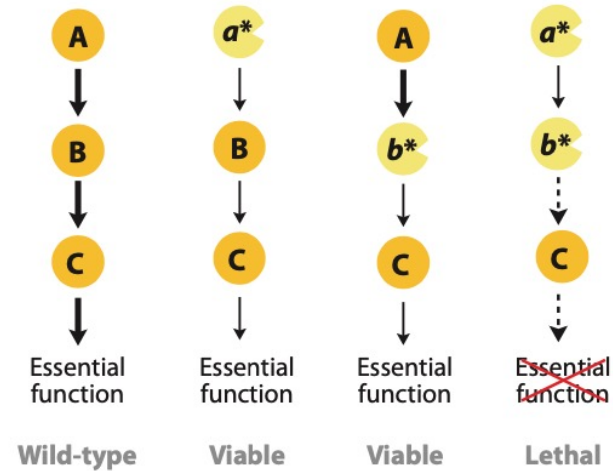 A a* A a*
B B b* b*
C C C C
Essential Essential Essential Essential
function function function function
Wild-type Viable Viable Lethal